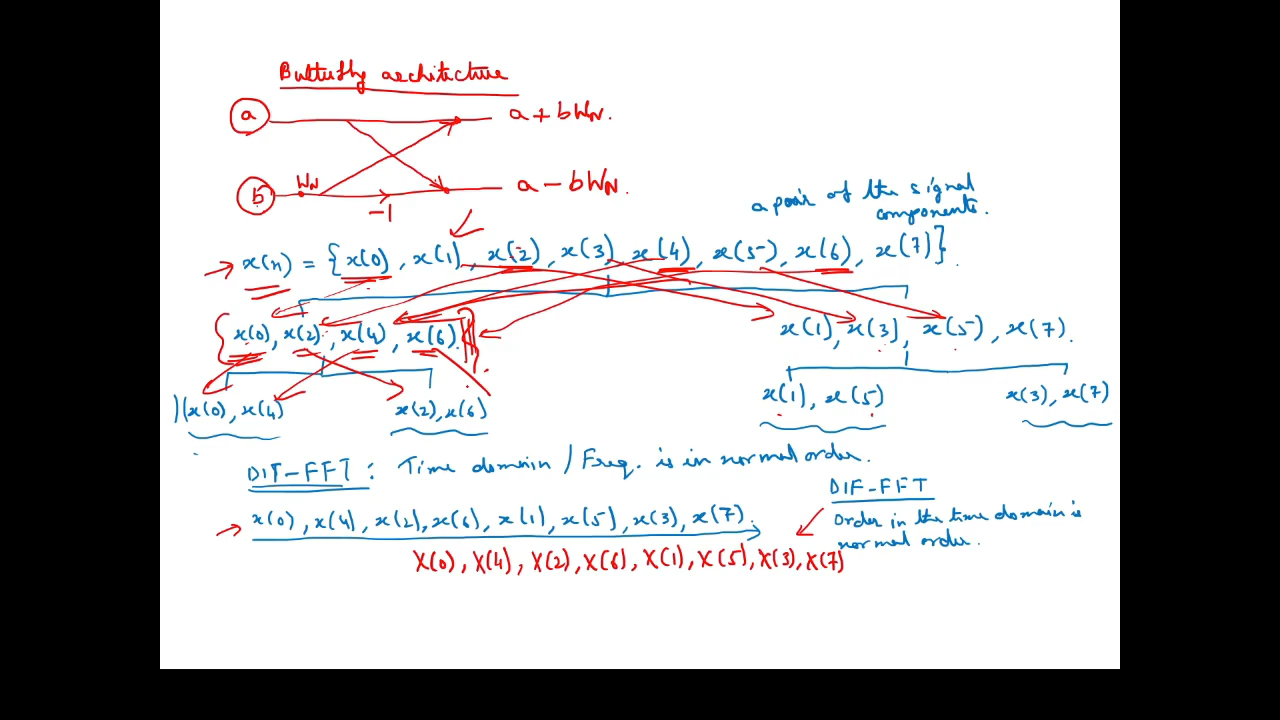 Butterfly architecture
a
a + bWN.
b
WN
-1
a - bWN.
a pair of the signal
components.
x(n) = {x(0), x(1), x(2), x(3), x(4), x(5), x(6), x(7)}.
{x(0), x(2), x(4), x(6)}.
x(1), x(3), x(5), x(7).
x(0), x(4)
x(2), x(6)
x(1), x(5)
x(3), x(7)
DIT-FFT: Time domain / Freq. is in normal order.
DIF-FFT
Order in the time domain is
normal order.
x(0), x(4), x(2), x(6), x(1), x(5), x(3), x(7).
X(0), X(4), X(2), X(6), X(1), X(5), X(3), X(7)